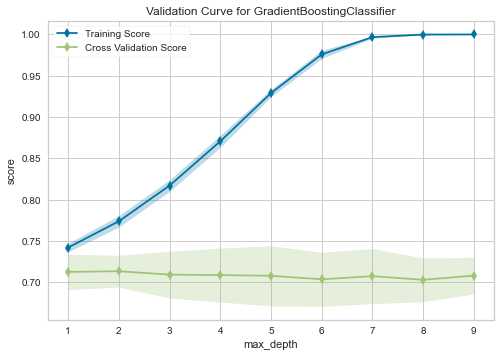 Validation Curve for GradientBoostingClassifier
Training Score
Cross Validation Score
1.00
0.95
0.90
0.85
0.80
0.75
0.70
score
1 2 3 4 5 6 7 8 9
max_depth